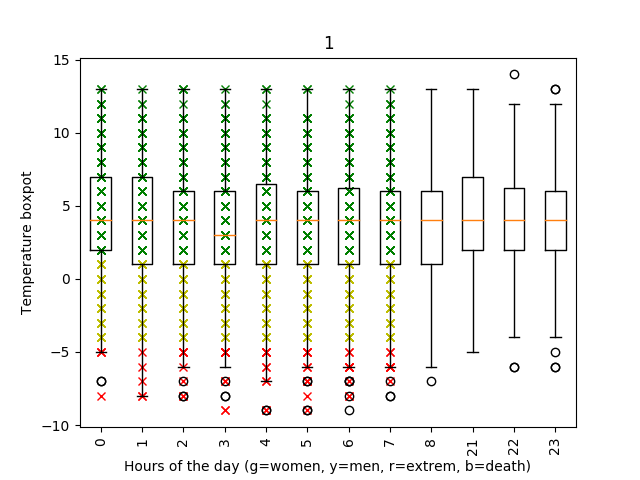 1
15
10
5
0
−5
−10
Temperature boxpot
0 1 2 3 4 5 6 7 8 21 22 23
Hours of the day (g=women, y=men, r=extrem, b=death)